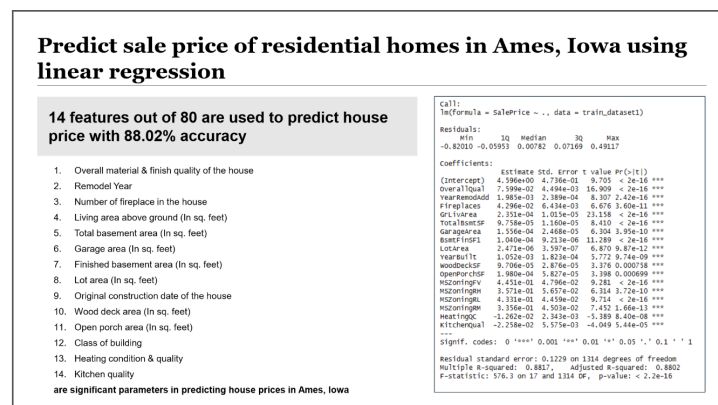 Predict sale price of residential homes in Ames, Iowa using
linear regression
14 features out of 80 are used to predict house
price with 88.02% accuracy
1. Overall material & finish quality of the house
2. Remodel Year
3. Number of fireplace in the house
4. Living area above ground (In sq. feet)
5. Total basement area (In sq. feet)
6. Garage area (In sq. feet)
7. Finished basement area (In sq. feet)
8. Lot area (In sq. feet)
9. Original construction date of the house
10. Wood deck area (In sq. feet)
11. Open porch area (In sq. feet)
12. Class of building
13. Heating condition & quality
14. Kitchen quality
are significant parameters in predicting house prices in Ames, Iowa
Call:
lm(formula = SalePrice ~ ., data = train_dataset1)
Residuals:
Min 1Q Median 3Q Max
-0.82010 -0.05953 0.00782 0.07169 0.49117
Coefficients:
Estimate Std. Error t value Pr(>|t|)
(Intercept) 4.596e+00 4.736e-01 9.705 < 2e-16 ***
OverallQual 7.599e-02 4.494e-03 16.909 < 2e-16 ***
YearRemodAdd 1.985e-03 2.389e-04 8.307 2.42e-16 ***
Fireplaces 4.296e-02 6.434e-03 6.676 3.60e-11 ***
GrLivArea 2.351e-04 1.015e-05 23.158 < 2e-16 ***
TotalBsmtSF 9.758e-05 1.160e-05 8.410 < 2e-16 ***
GarageArea 1.556e-04 2.468e-05 6.304 3.95e-10 ***
BsmtFinSF1 1.040e-04 9.213e-06 11.289 < 2e-16 ***
LotArea 2.471e-06 3.597e-07 6.870 9.87e-12 ***
YearBuilt 1.052e-03 1.823e-04 5.772 9.74e-09 ***
WoodDeckSF 9.706e-05 2.876e-05 3.376 0.000758 ***
OpenPorchSF 1.980e-04 5.827e-05 3.398 0.000699 ***
MSZoningFV 4.451e-01 4.796e-02 9.281 < 2e-16 ***
MSZoningRH 3.571e-01 5.657e-02 6.314 3.72e-10 ***
MSZoningRL 4.331e-01 4.459e-02 9.714 < 2e-16 ***
MSZoningRM 3.356e-01 4.503e-02 7.452 1.66e-13 ***
HeatingQC -1.262e-02 2.343e-03 -5.389 8.40e-08 ***
KitchenQual -2.258e-02 5.575e-03 -4.049 5.44e-05 ***
---
Signif. codes: 0 '***' 0.001 '**' 0.01 '*' 0.05 '.' 0.1 ' ' 1
Residual standard error: 0.1229 on 1314 degrees of freedom
Multiple R-squared: 0.8817, Adjusted R-squared: 0.8802
F-statistic: 576.3 on 17 and 1314 DF, p-value: < 2.2e-16